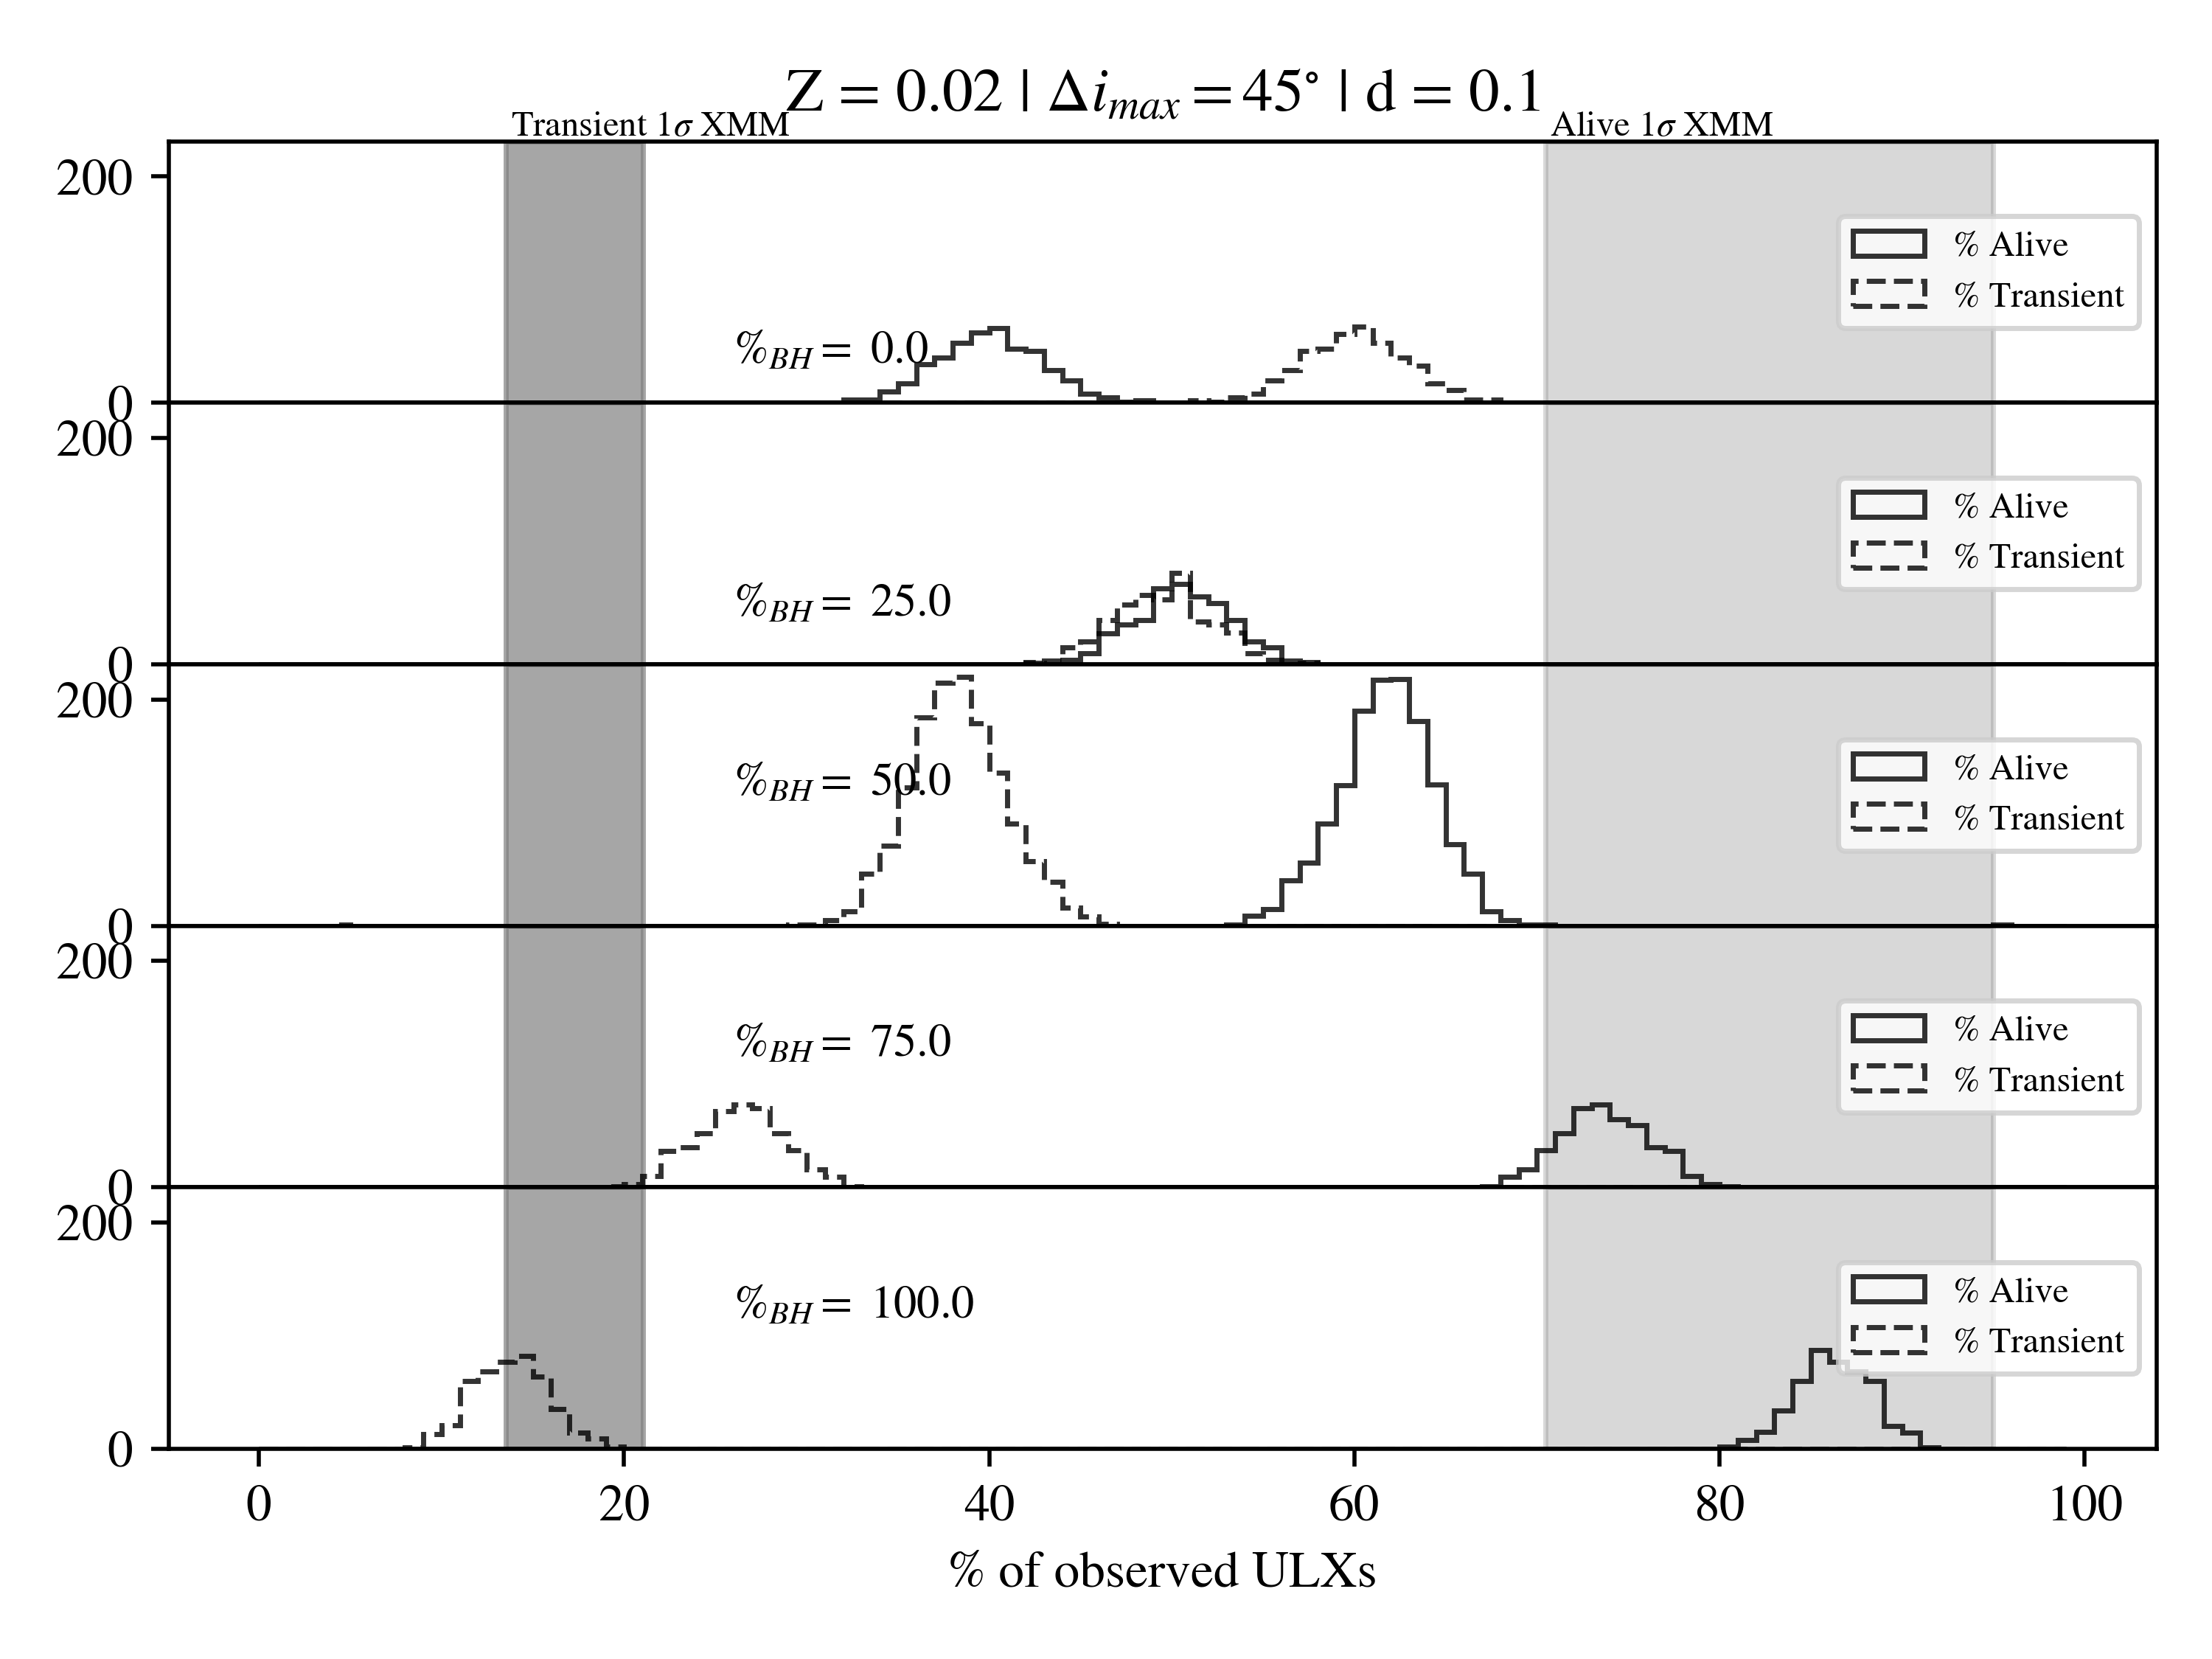 Z = 0.02 | Δi_max = 45° | d = 0.1
Transient 1σ XMM
Alive 1σ XMM
200
0
%_BH = 0.0
% Alive
% Transient
200
0
%_BH = 25.0
% Alive
% Transient
200
0
%_BH = 50.0
% Alive
% Transient
200
0
%_BH = 75.0
% Alive
% Transient
200
0
%_BH = 100.0
% Alive
% Transient
0 20 40 60 80 100
% of observed ULXs